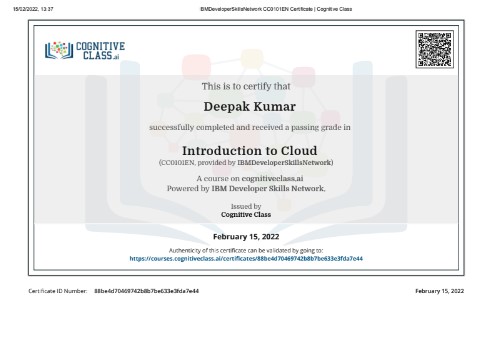 15/02/2022, 13:37
IBMDeveloperSkillsNetwork CC0101EN Certificate | Cognitive Class
COGNITIVE
CLASS.ai
This is to certify that
Deepak Kumar
successfully completed and received a passing grade in
Introduction to Cloud
(CC0101EN, provided by IBMDeveloperSkillsNetwork)
A course on cognitiveclass.ai
Powered by IBM Developer Skills Network.
Issued by
Cognitive Class
February 15, 2022
Authenticity of this certificate can be validated by going to:
https://courses.cognitiveclass.ai/certificates/88be4d70469742b8b7be633e3fda7e44
Certificate ID Number: 88be4d70469742b8b7be633e3fda7e44
February 15, 2022